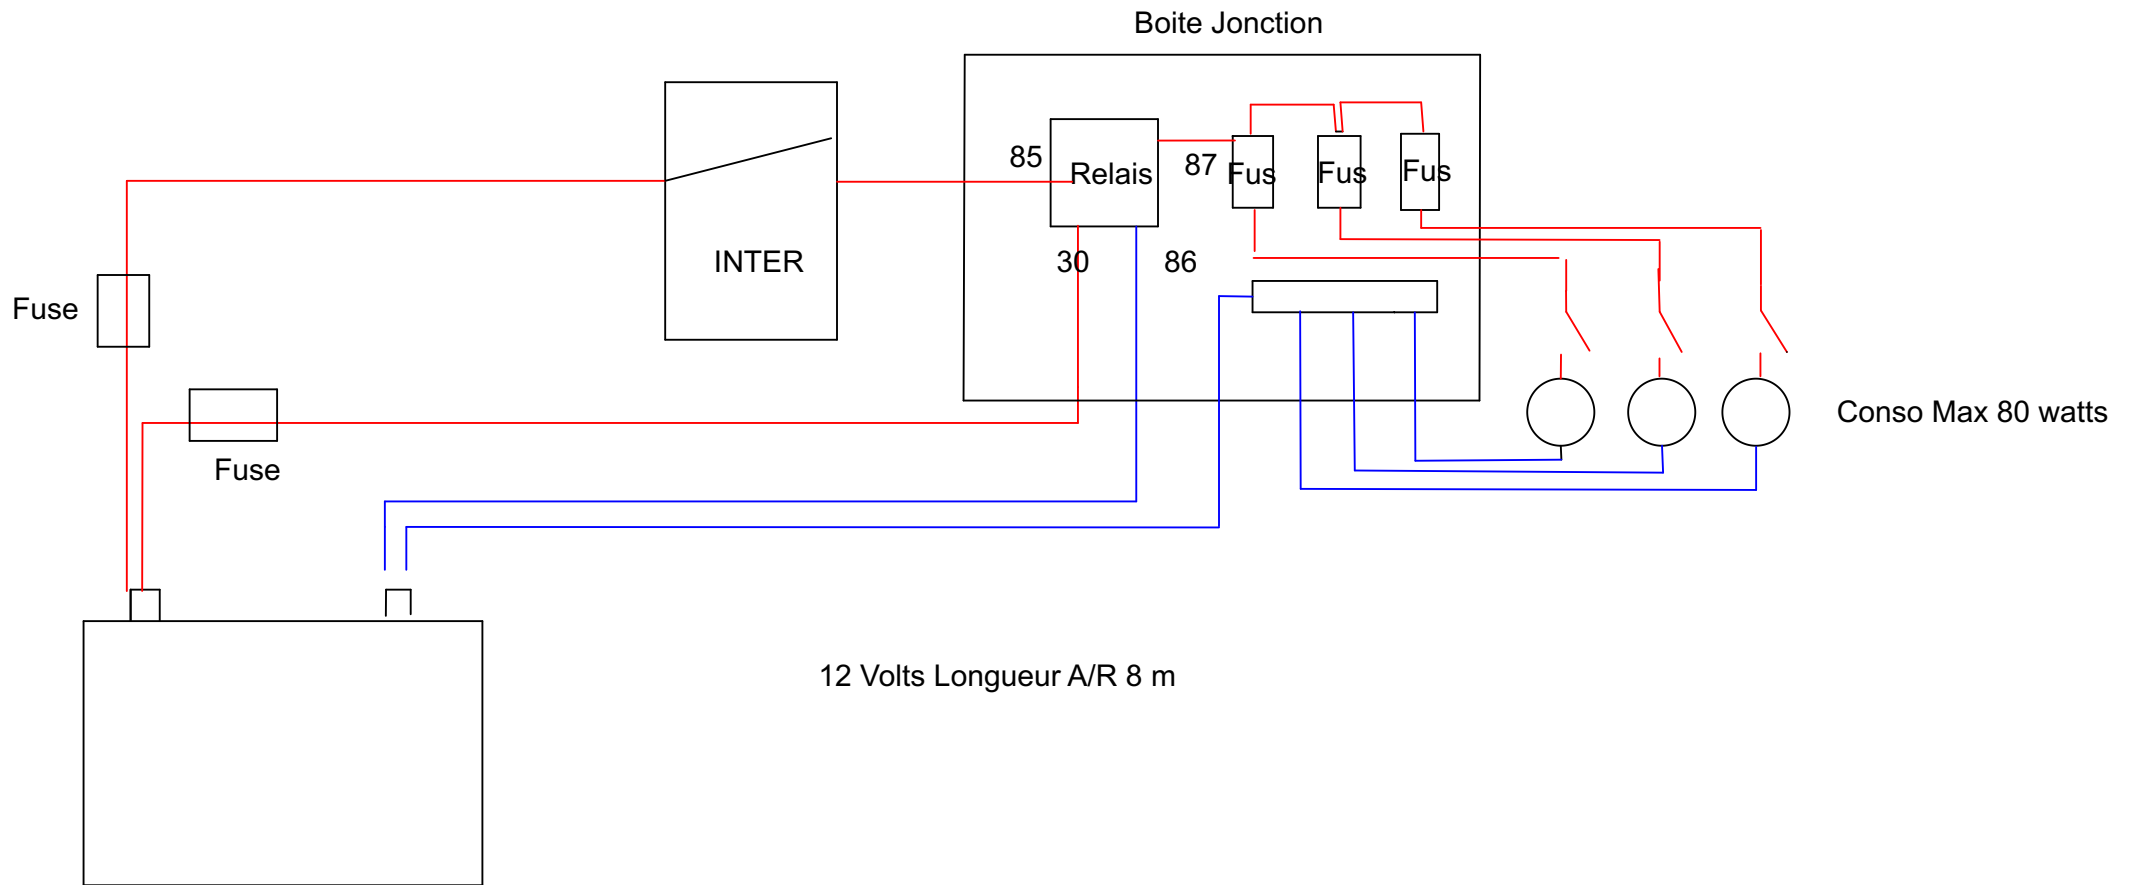 Boite Jonction
85
Relais
87
Fus
Fus
Fus
INTER
30
86
Fuse
Conso Max 80 watts
Fuse
12 Volts Longueur A/R 8 m